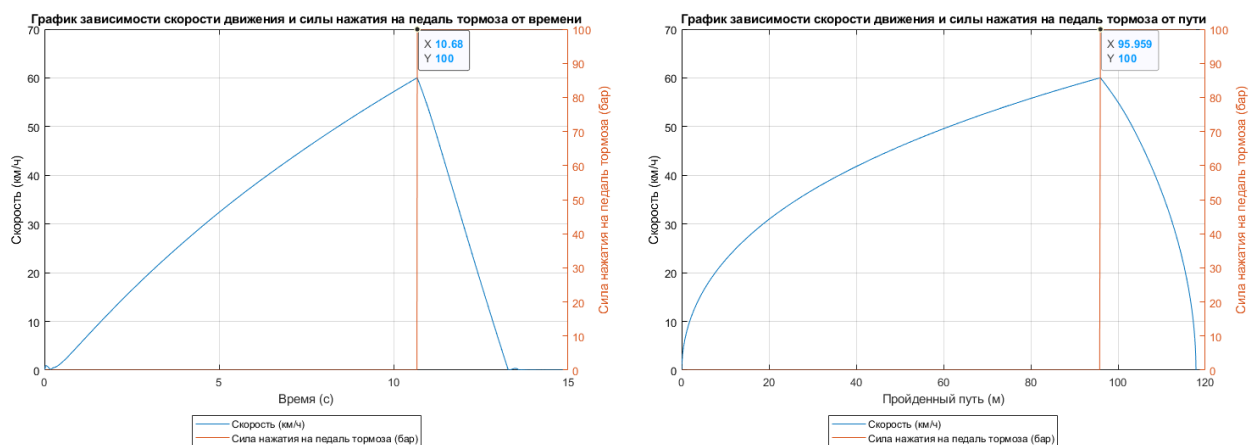 График зависимости скорости движения и силы нажатия на педаль тормоза от времени
X 10.68
Y 100
Скорость (км/ч)
70
60
50
40
30
20
10
0
Сила нажатия на педаль тормоза (бар)
100
90
80
70
60
50
40
30
20
10
0
0 5 10 15
Время (с)
Скорость (км/ч)
Сила нажатия на педаль тормоза (бар)
График зависимости скорости движения и силы нажатия на педаль тормоза от пути
X 95.959
Y 100
Скорость (км/ч)
70
60
50
40
30
20
10
0
Сила нажатия на педаль тормоза (бар)
100
90
80
70
60
50
40
30
20
10
0
0 20 40 60 80 100 120
Пройденный путь (м)
Скорость (км/ч)
Сила нажатия на педаль тормоза (бар)